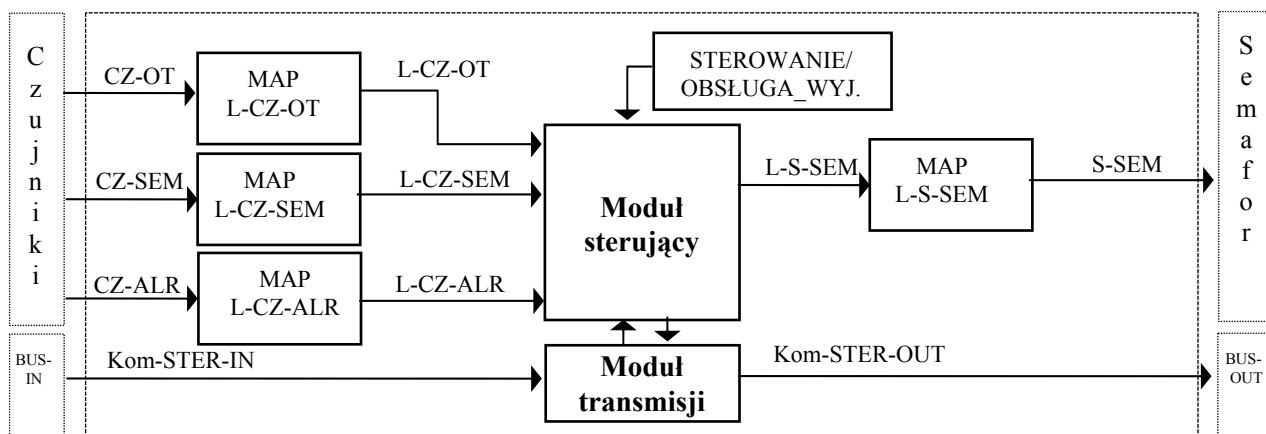 Czujniki
CZ-OT
MAP
L-CZ-OT
L-CZ-OT
STEROWANIE/
OBSŁUGA_WYJ.
CZ-SEM
MAP
L-CZ-SEM
L-CZ-SEM
Moduł
sterujący
L-S-SEM
MAP
L-S-SEM
S-SEM
Semafor
CZ-ALR
MAP
L-CZ-ALR
L-CZ-ALR
BUS-
IN
Kom-STER-IN
Moduł
transmisji
Kom-STER-OUT
BUS-
OUT